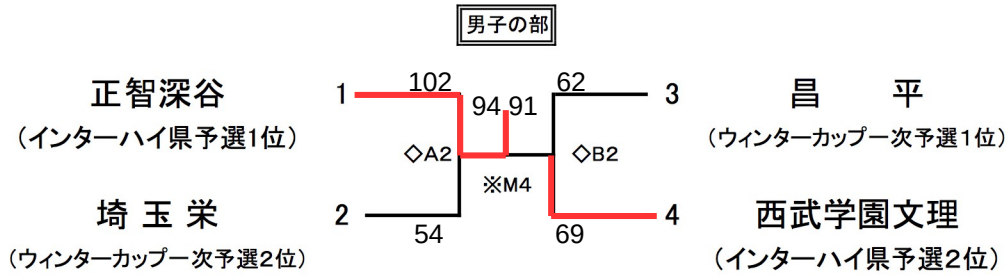 男子の部
正智深谷
(インターハイ県予選1位)
1
102
94
91
62
3
昌 平
(ウィンターカップ一次予選1位)
◇A2
◇B2
※M4
埼玉栄
(ウィンターカップ一次予選2位)
2
54
69
4
西武学園文理
(インターハイ県予選2位)